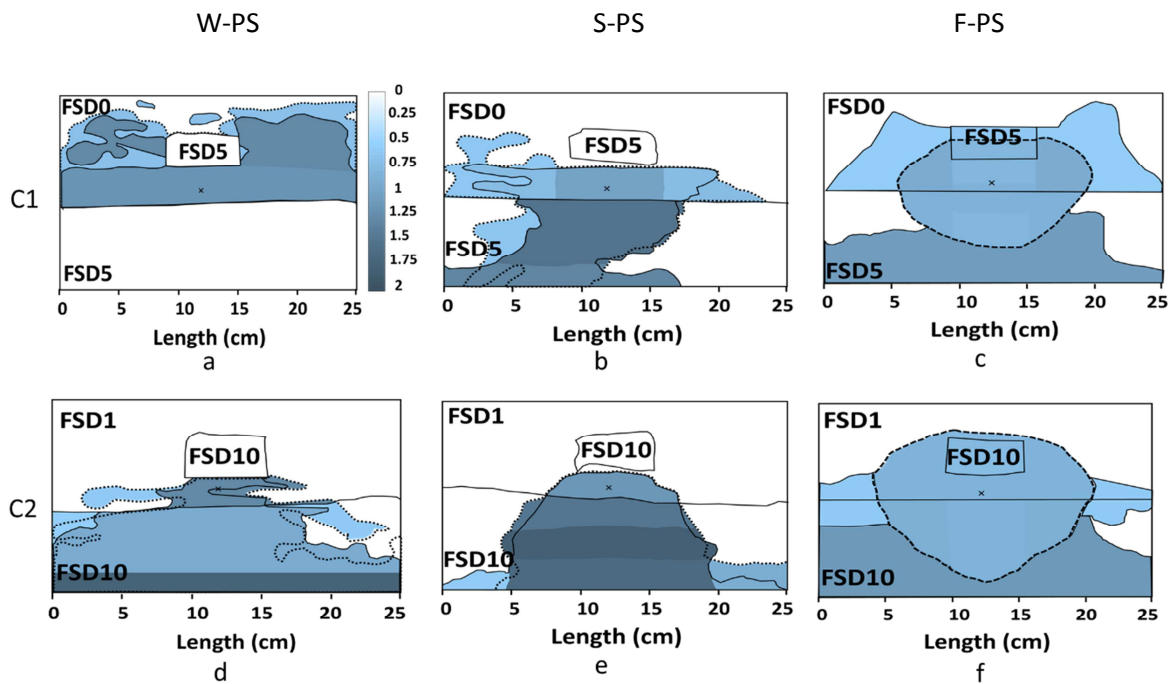 W-PS S-PS F-PS
C1
FSD0
FSD5
FSD5
0
0.25
0.5
0.75
1
1.25
1.5
1.75
2
0 5 10 15 20 25
Length (cm)
a
FSD0
FSD5
FSD5
0 5 10 15 20 25
Length (cm)
b
FSD0
FSD5
FSD5
0 5 10 15 20 25
Length (cm)
c
C2
FSD1
FSD10
FSD10
0 5 10 15 20 25
Length (cm)
d
FSD1
FSD10
FSD10
0 5 10 15 20 25
Length (cm)
e
FSD1
FSD10
FSD10
0 5 10 15 20 25
Length (cm)
f